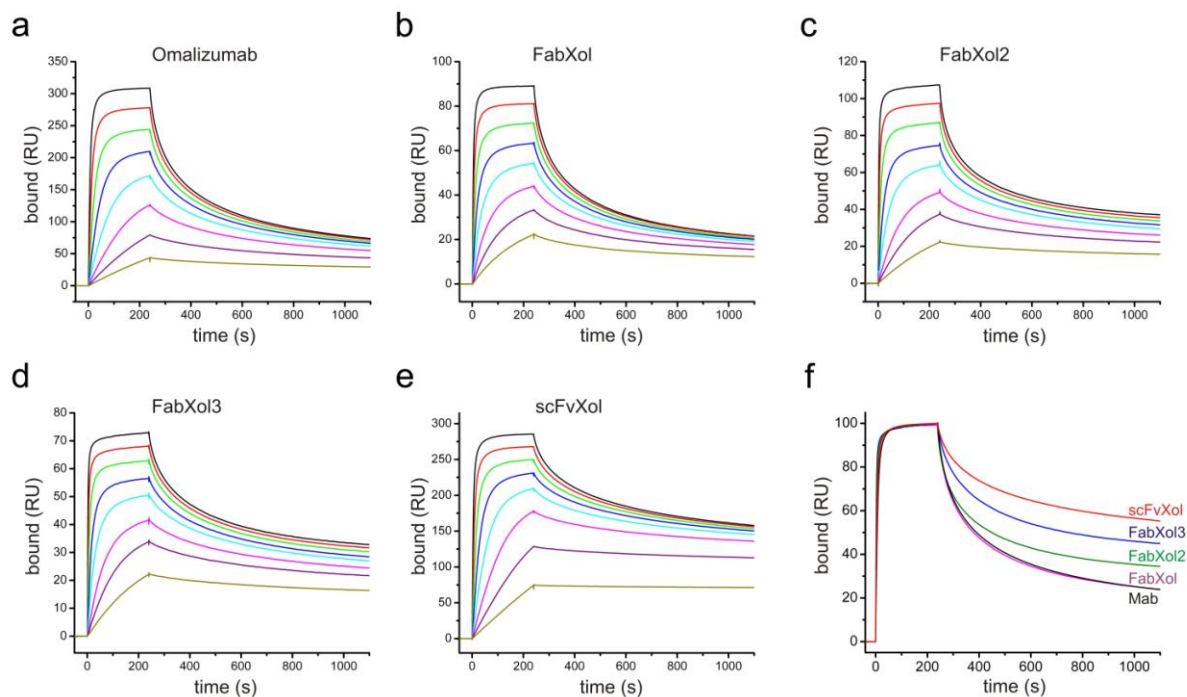 a
Omalizumab
350
300
250
200
150
100
50
0
bound (RU)
0 200 400 600 800 1000
time (s)
b
FabXol
100
80
60
40
20
0
bound (RU)
0 200 400 600 800 1000
time (s)
c
FabXol2
120
100
80
60
40
20
0
bound (RU)
0 200 400 600 800 1000
time (s)
d
FabXol3
80
70
60
50
40
30
20
10
0
bound (RU)
0 200 400 600 800 1000
time (s)
e
scFvXol
300
250
200
150
100
50
0
bound (RU)
0 200 400 600 800 1000
time (s)
f
100
80
60
40
20
0
bound (RU)
scFvXol
FabXol3
FabXol2
FabXol
Mab
0 200 400 600 800 1000
time (s)